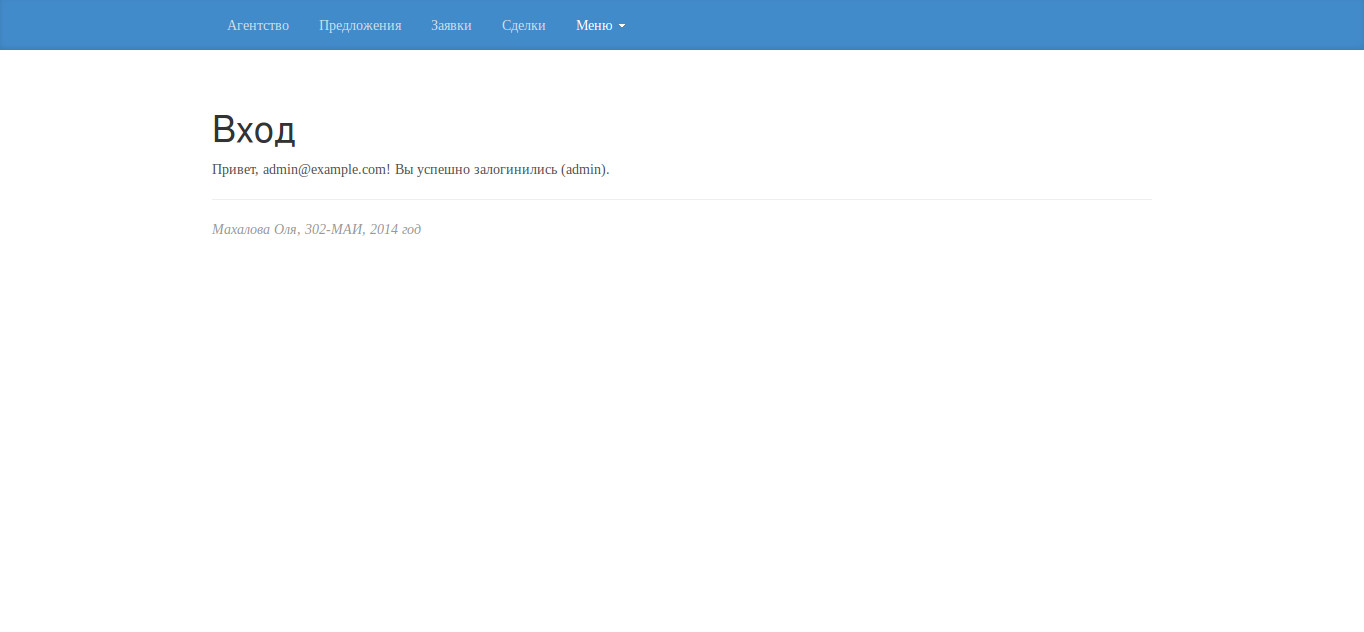 Агентство Предложения Заявки Сделки Меню
Вход
Привет, admin@example.com! Вы успешно залогинились (admin).
Махалова Оля, 302-МАИ, 2014 год